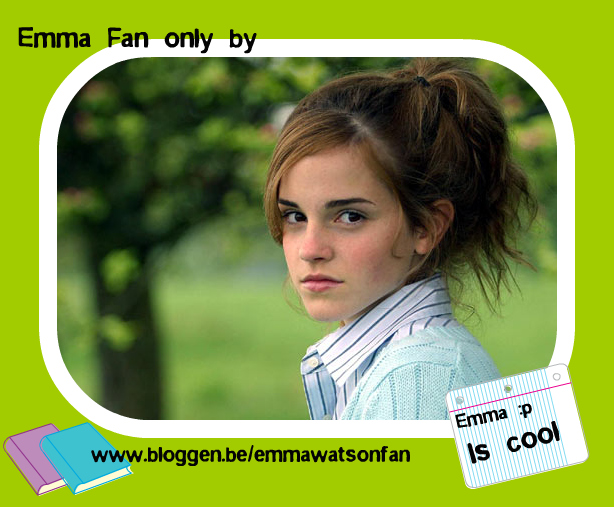 Emma Fan only by
www.bloggen.be/emmawatsonfan
Emma :p
Is cool